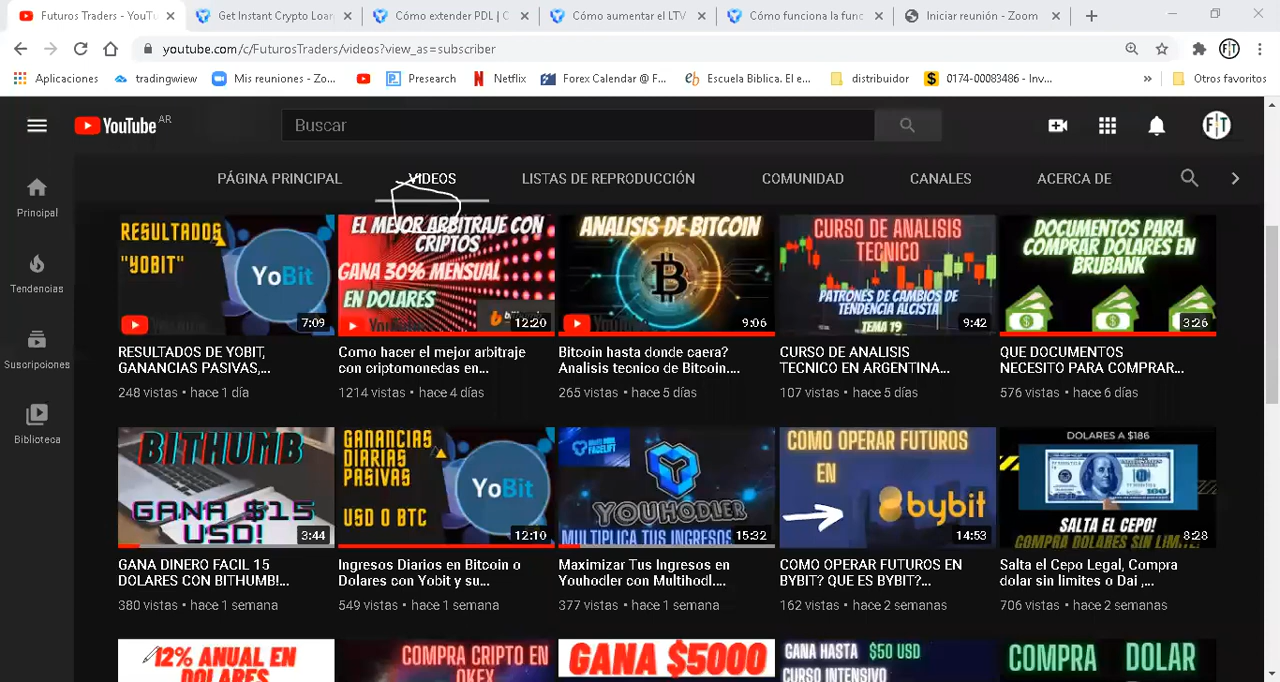 Futuros Traders - YouTu
Get Instant Crypto Loan
Cómo extender PDL | C
Cómo aumentar el LTV
Cómo funciona la func
Iniciar reunión - Zoom
youtube.com/c/FuturosTraders/videos?view_as=subscriber
F|T
Aplicaciones
tradingwiew
Mis reuniones - Zo...
Presearch
Netflix
Forex Calendar @ F...
Escuela Biblica. El e...
distribuidor
0174-00083486 - Inv...
»
Otros favoritos
YouTube AR
Buscar
F|T
PÁGINA PRINCIPAL
VIDEOS
LISTAS DE REPRODUCCIÓN
COMUNIDAD
CANALES
ACERCA DE
Principal
Tendencias
Suscripciones
Biblioteca
RESULTADOS
"YOBIT"
YoBit
7:09
EL MEJOR ARBITRAJE CON
CRIPTOS
GANA 30% MENSUAL
EN DOLARES
12:20
ANALISIS DE BITCOIN
9:06
CURSO DE ANALISIS
TECNICO
PATRONES DE CAMBIOS DE
TENDENCIA ALCISTA
TEMA 19
9:42
DOCUMENTOS PARA
COMPRAR DOLARES EN
BRUBANK
3:26
RESULTADOS DE YOBIT,
GANANCIAS PASIVAS,...
248 vistas • hace 1 día
Como hacer el mejor arbitraje
con criptomonedas en...
1214 vistas • hace 4 días
Bitcoin hasta donde caera?
Analisis tecnico de Bitcoin....
265 vistas • hace 5 días
CURSO DE ANALISIS
TECNICO EN ARGENTINA...
107 vistas • hace 5 días
QUE DOCUMENTOS
NECESITO PARA COMPRAR...
576 vistas • hace 6 días
BITHUMB
GANA $15
USD!
3:44
GANANCIAS
DIARIAS
PASIVAS
USD O BTC
YoBit
12:10
YOUHODLER
MULTIPLICA TUS INGRESOS
15:32
COMO OPERAR FUTUROS
EN
bybit
14:53
DOLARES A $186
SALTA EL CEPO!
COMPRA DOLAR SIN LIMITES
8:28
GANA DINERO FACIL 15
DOLARES CON BITHUMB!...
380 vistas • hace 1 semana
Ingresos Diarios en Bitcoin o
Dolares con Yobit y su...
549 vistas • hace 1 semana
Maximizar Tus Ingresos en
Youhodler con Multihodl....
377 vistas • hace 1 semana
COMO OPERAR FUTUROS EN
BYBIT? QUE ES BYBIT?...
162 vistas • hace 2 semanas
Salta el Cepo Legal, Compra
dolar sin limites o Dai ,...
706 vistas • hace 2 semanas
12% ANUAL EN
DOLARES
COMPRA CRIPTO EN
OKEX
GANA $5000
GANA HASTA $50 USD
CURSO INTENSIVO
COMPRA DOLAR